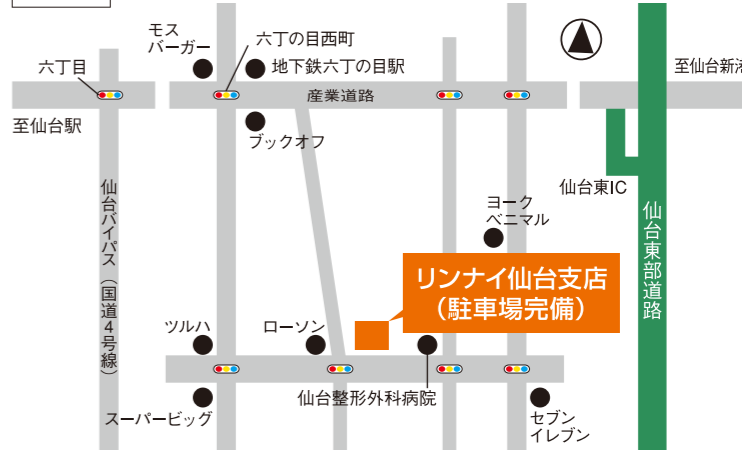 モス
バーガー
六丁の目西町
六丁目
地下鉄六丁の目駅
至仙台新港
産業道路
至仙台駅
ブックオフ
仙台東IC
仙台バイパス（国道4号線）
ヨーク
ベニマル
仙台東部道路
リンナイ仙台支店
（駐車場完備）
ツルハ
ローソン
仙台整形外科病院
スーパービッグ
セブン
イレブン